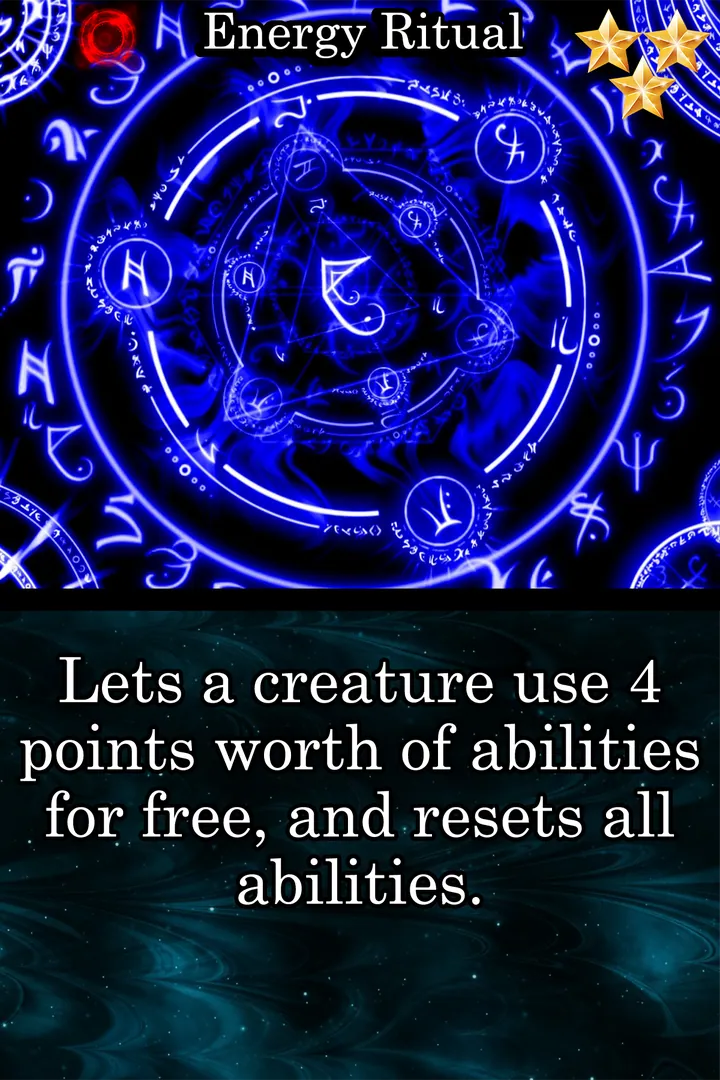 Energy Ritual
Lets a creature use 4
points worth of abilities
for free, and resets all
abilities.